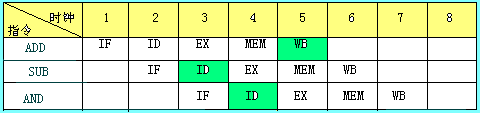 时钟 1 2 3 4 5 6 7 8
指令
ADD IF ID EX MEM WB
SUB IF ID EX MEM WB
AND IF ID EX MEM WB